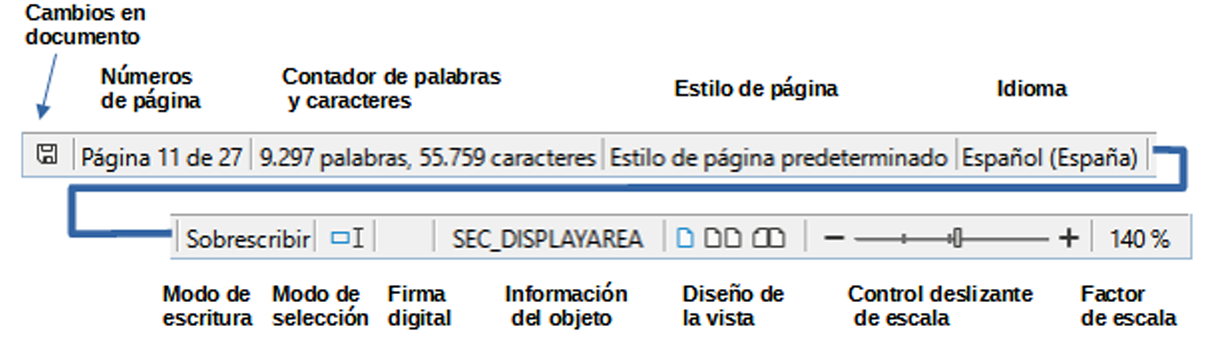 Cambios en
documento
Números
de página
Contador de palabras
y caracteres
Estilo de página
Idioma
Página 11 de 27
9.297 palabras, 55.759 caracteres
Estilo de página predeterminado
Español (España)
Sobrescribir
SEC_DISPLAYAREA
140 %
Modo de
escritura
Modo de
selección
Firma
digital
Información
del objeto
Diseño de
la vista
Control deslizante
de escala
Factor
de escala